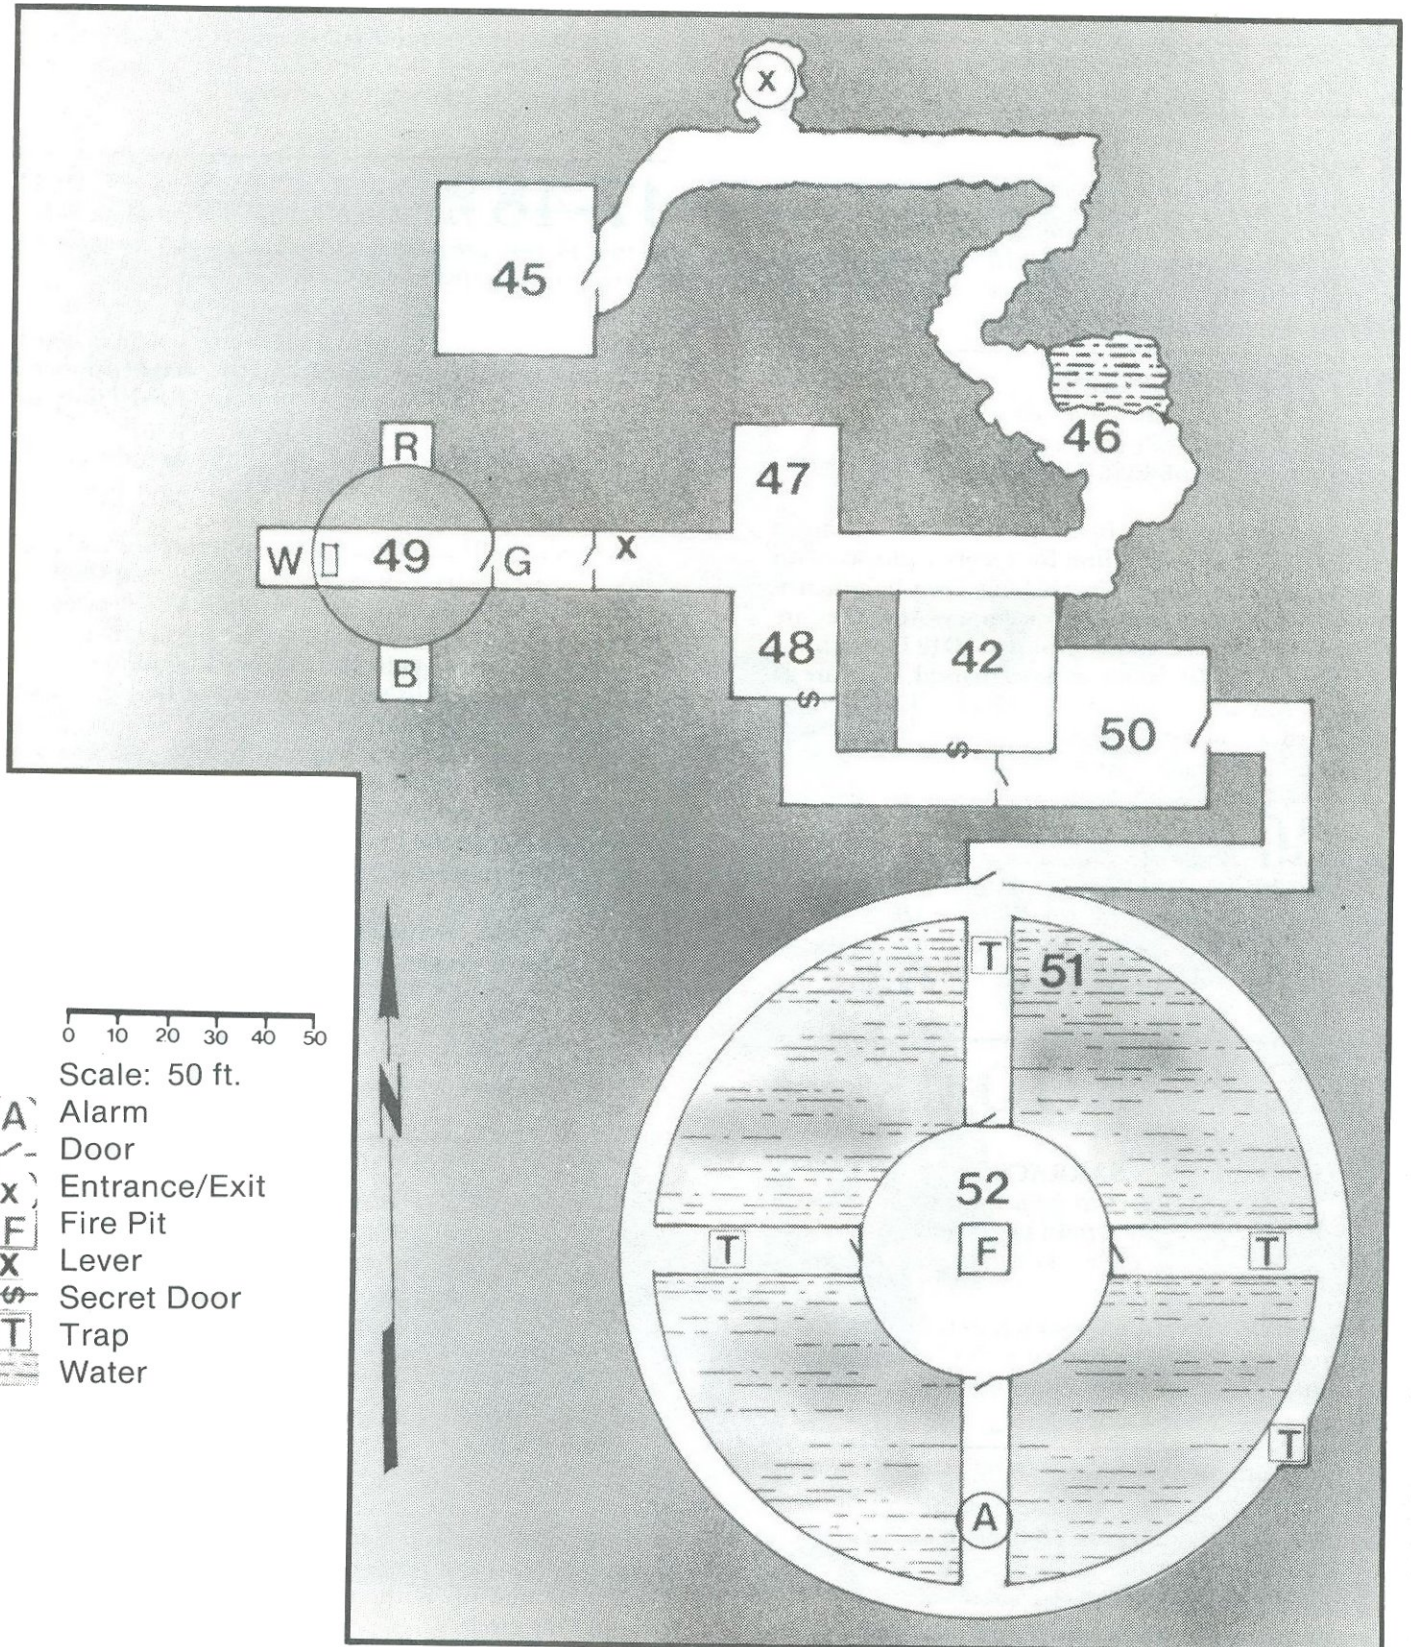 X
45
46
R
47
W 49 G X
48
42
B
50
T
51
52
T F T
T
A
0 10 20 30 40 50
Scale: 50 ft.
A Alarm
Door
X Entrance/Exit
F Fire Pit
X Lever
S Secret Door
T Trap
Water
N